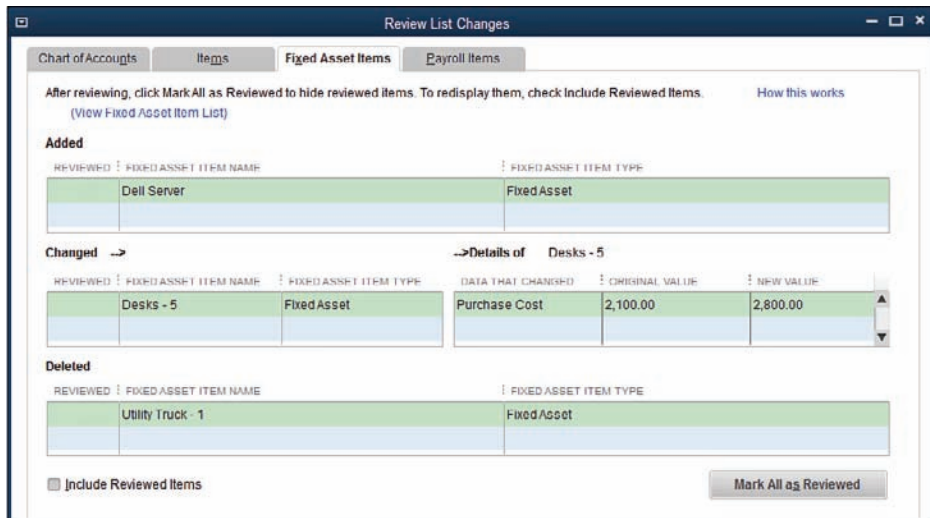 Review List Changes
Chart of Accounts Items Fixed Asset Items Payroll Items
After reviewing, click Mark All as Reviewed to hide reviewed items. To redisplay them, check Include Reviewed Items. How this works
(View Fixed Asset Item List)
Added
REVIEWED FIXED ASSET ITEM NAME FIXED ASSET ITEM TYPE
Dell Server Fixed Asset
Changed --> -->Details of Desks - 5
REVIEWED FIXED ASSET ITEM NAME FIXED ASSET ITEM TYPE DATA THAT CHANGED ORIGINAL VALUE NEW VALUE
Desks - 5 Fixed Asset Purchase Cost 2,100.00 2,800.00
Deleted
REVIEWED FIXED ASSET ITEM NAME FIXED ASSET ITEM TYPE
Utility Truck - 1 Fixed Asset
Include Reviewed Items Mark All as Reviewed